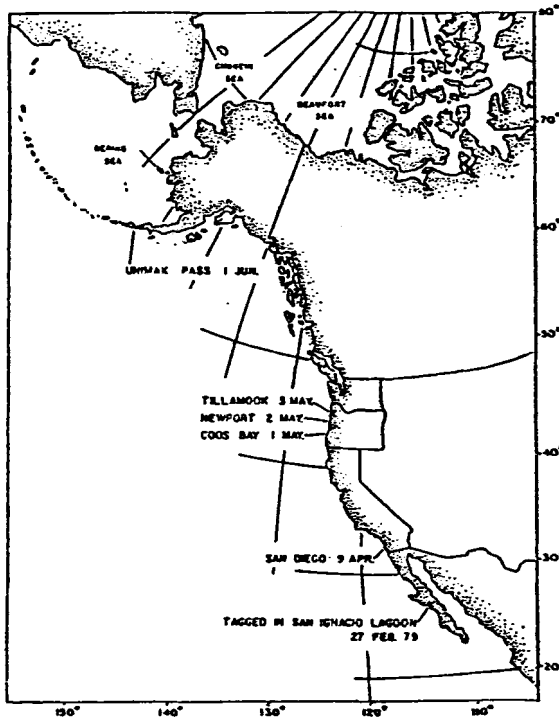 80°
CHUKCHI
SEA
BEAUFORT
SEA
70°
BERING
SEA
60°
UNIMAK PASS 1 JUN.
50°
TILLAMOOK 3 MAY
NEWPORT 2 MAY
COOS BAY 1 MAY
40°
SAN DIEGO 9 APR.
30°
TAGGED IN SAN IGNACIO LAGOON
27 FEB. 79
20°
150° 140° 130° 120° 110°